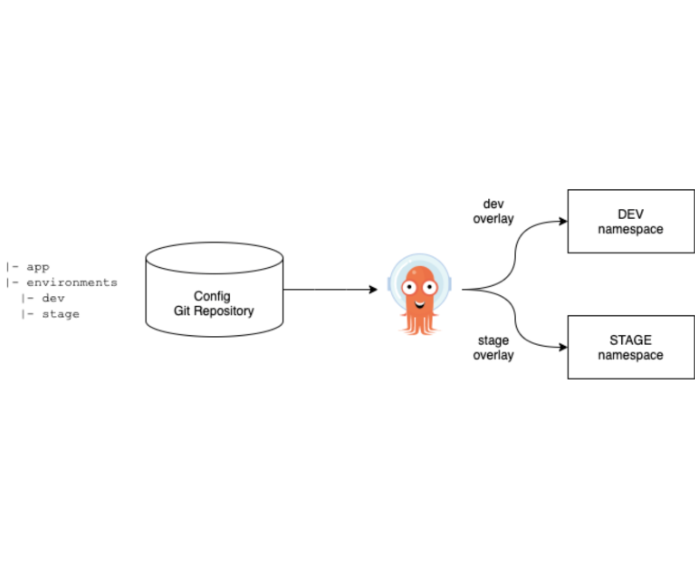 |- app
|- environments
|- dev
|- stage
Config
Git Repository
dev
overlay
stage
overlay
DEV
namespace
STAGE
namespace